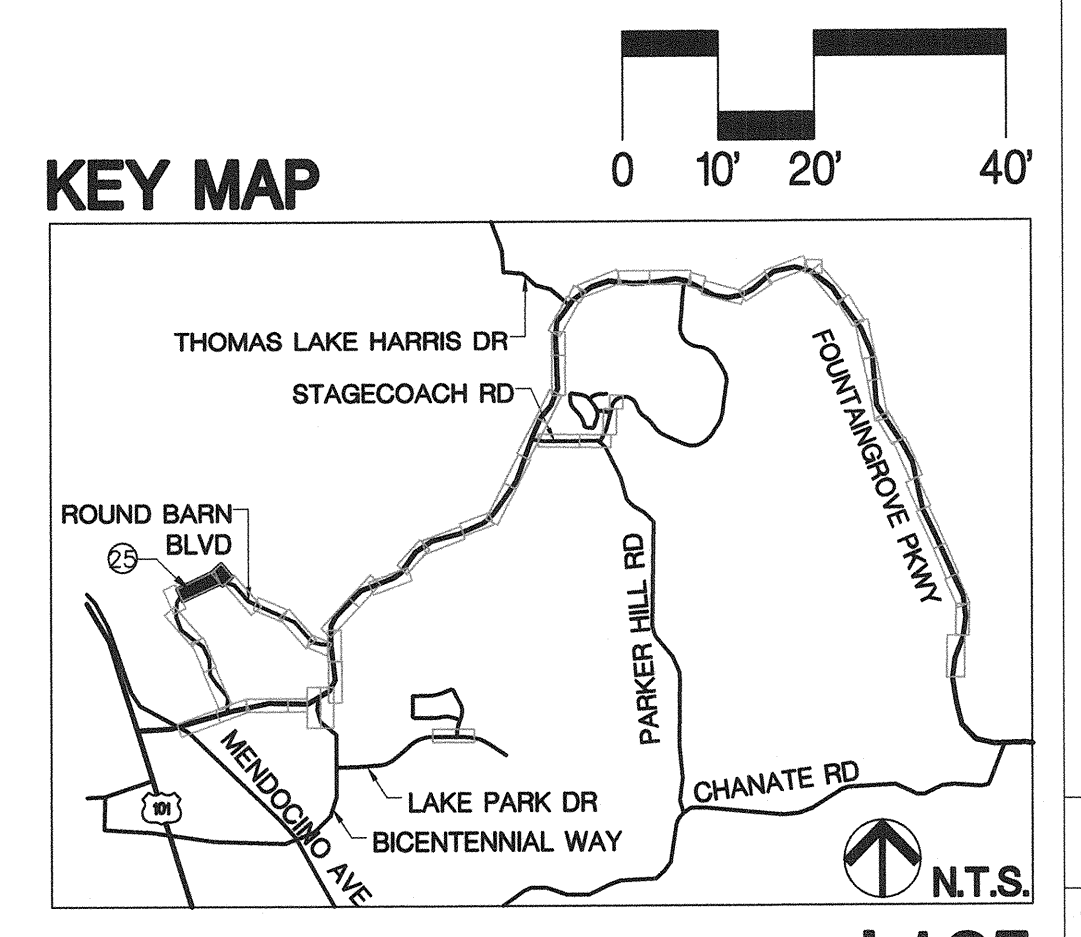 0 10' 20' 40'
KEY MAP
THOMAS LAKE HARRIS DR
STAGECOACH RD
FOUNTAINGROVE PKWY
ROUND BARN
BLVD
25
PARKER HILL RD
MENDOCINO AVE
101
CHANATE RD
LAKE PARK DR
BICENTENNIAL WAY
N.T.S.